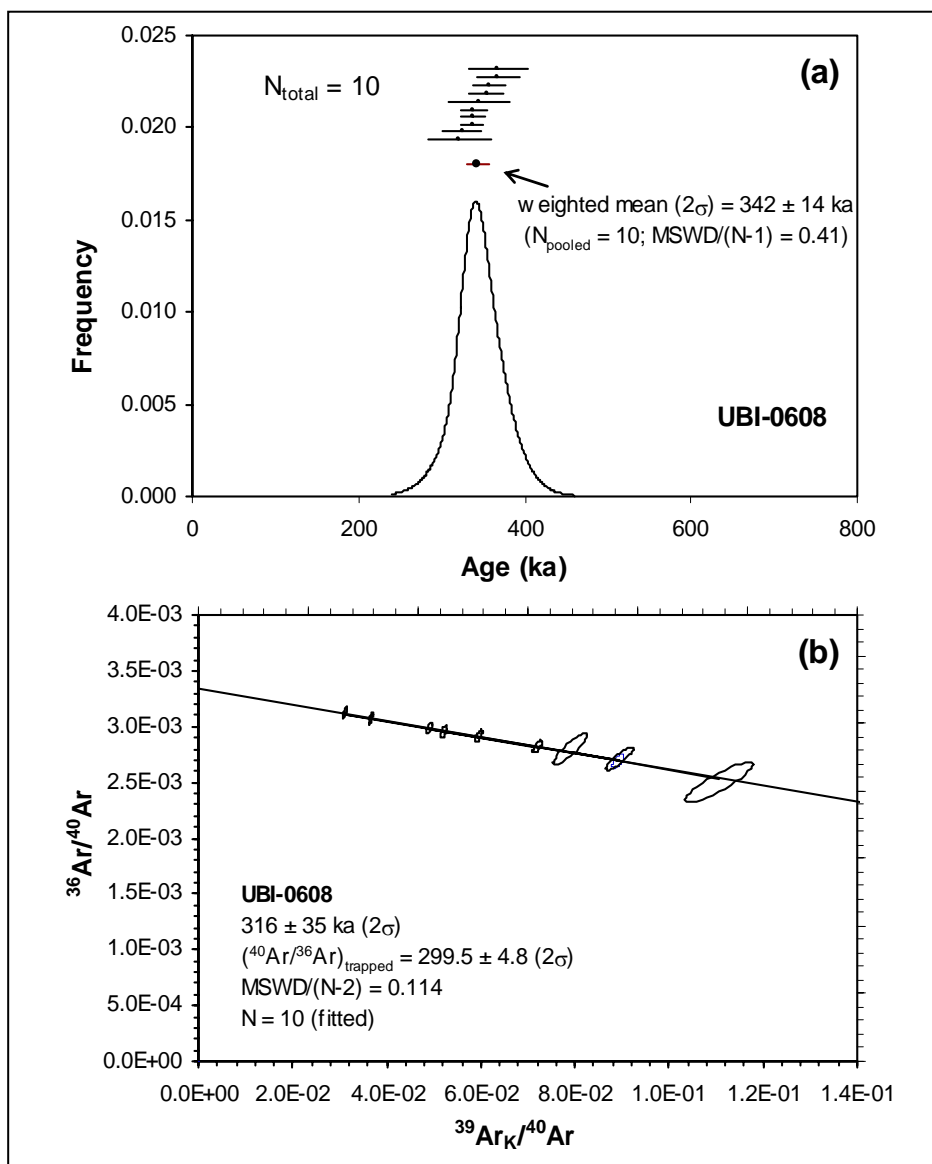 0.025
(a)
N_total = 10
0.020
weighted mean (2σ) = 342 ± 14 ka
0.015
(N_pooled = 10; MSWD/(N-1) = 0.41)
Frequency
0.010
0.005
UBI-0608
0.000
0 200 400 600 800
Age (ka)
4.0E-03
(b)
3.5E-03
3.0E-03
2.5E-03
³⁶Ar/⁴⁰Ar
2.0E-03
1.5E-03
UBI-0608
1.0E-03
316 ± 35 ka (2σ)
(⁴⁰Ar/³⁶Ar)_trapped = 299.5 ± 4.8 (2σ)
5.0E-04
MSWD/(N-2) = 0.114
N = 10 (fitted)
0.0E+00
0.0E+00 2.0E-02 4.0E-02 6.0E-02 8.0E-02 1.0E-01 1.2E-01 1.4E-01
³⁹Ar_K/⁴⁰Ar